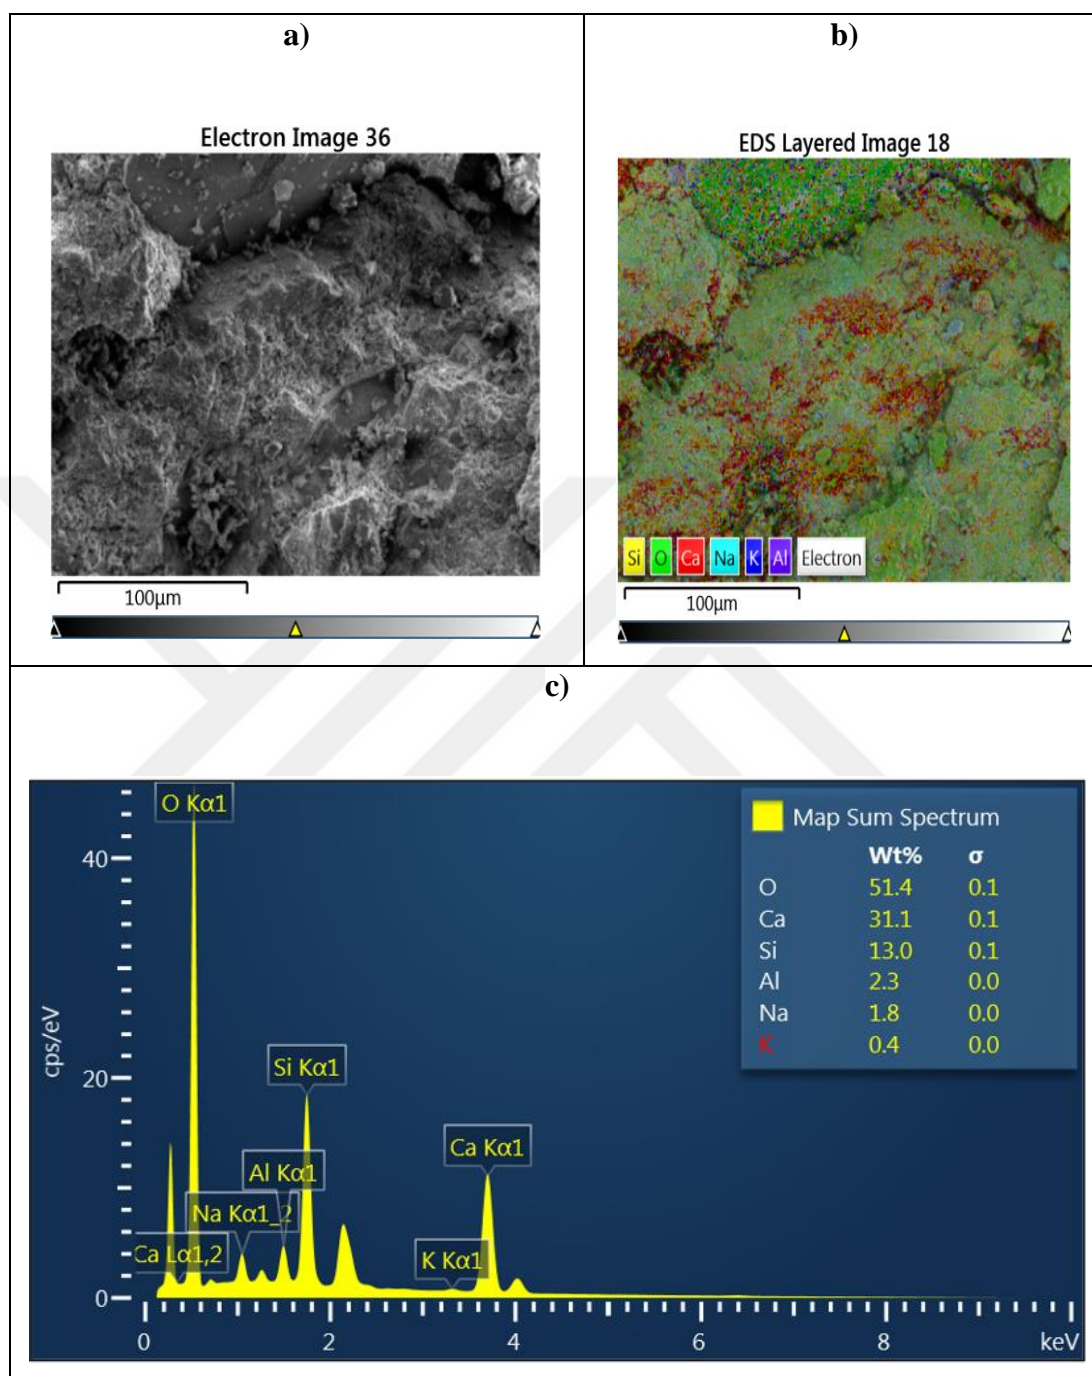 a)
b)
Electron Image 36
EDS Layered Image 18
Si O Ca Na K Al Electron
100µm
100µm
c)
O Kα1
Map Sum Spectrum
Wt% σ
O 51.4 0.1
Ca 31.1 0.1
Si 13.0 0.1
Al 2.3 0.0
Na 1.8 0.0
K 0.4 0.0
40
cps/eV
20
Si Kα1
Al Kα1
Ca Kα1
Na Kα1_2
Ca Lα1,2
K Kα1
0
0 2 4 6 8 keV